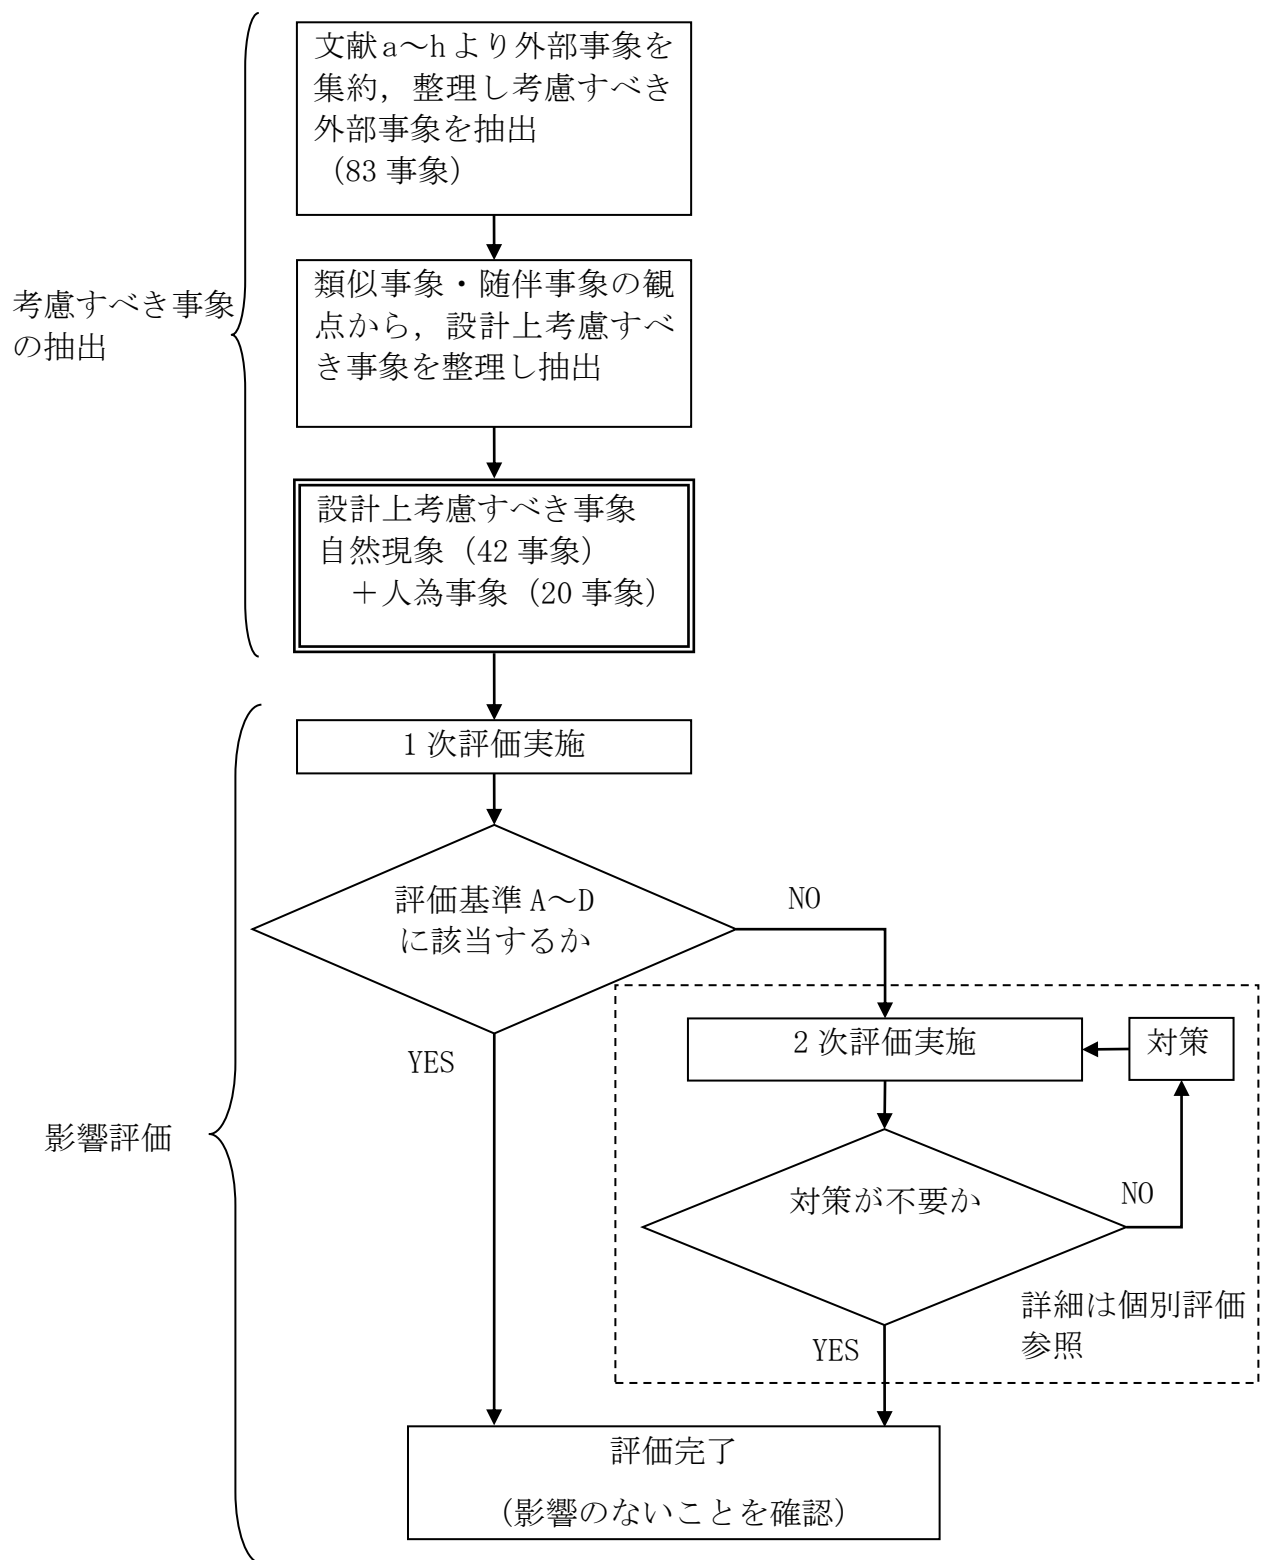 文献a～hより外部事象を
集約，整理し考慮すべき
外部事象を抽出
（83 事象）
考慮すべき事象
の抽出
類似事象・随伴事象の観
点から，設計上考慮すべ
き事象を整理し抽出
設計上考慮すべき事象
自然現象（42 事象）
＋人為事象（20 事象）
1 次評価実施
評価基準 A～D
に該当するか
NO
YES
2 次評価実施
対策
影響評価
対策が不要か
NO
詳細は個別評価
参照
YES
評価完了
（影響のないことを確認）